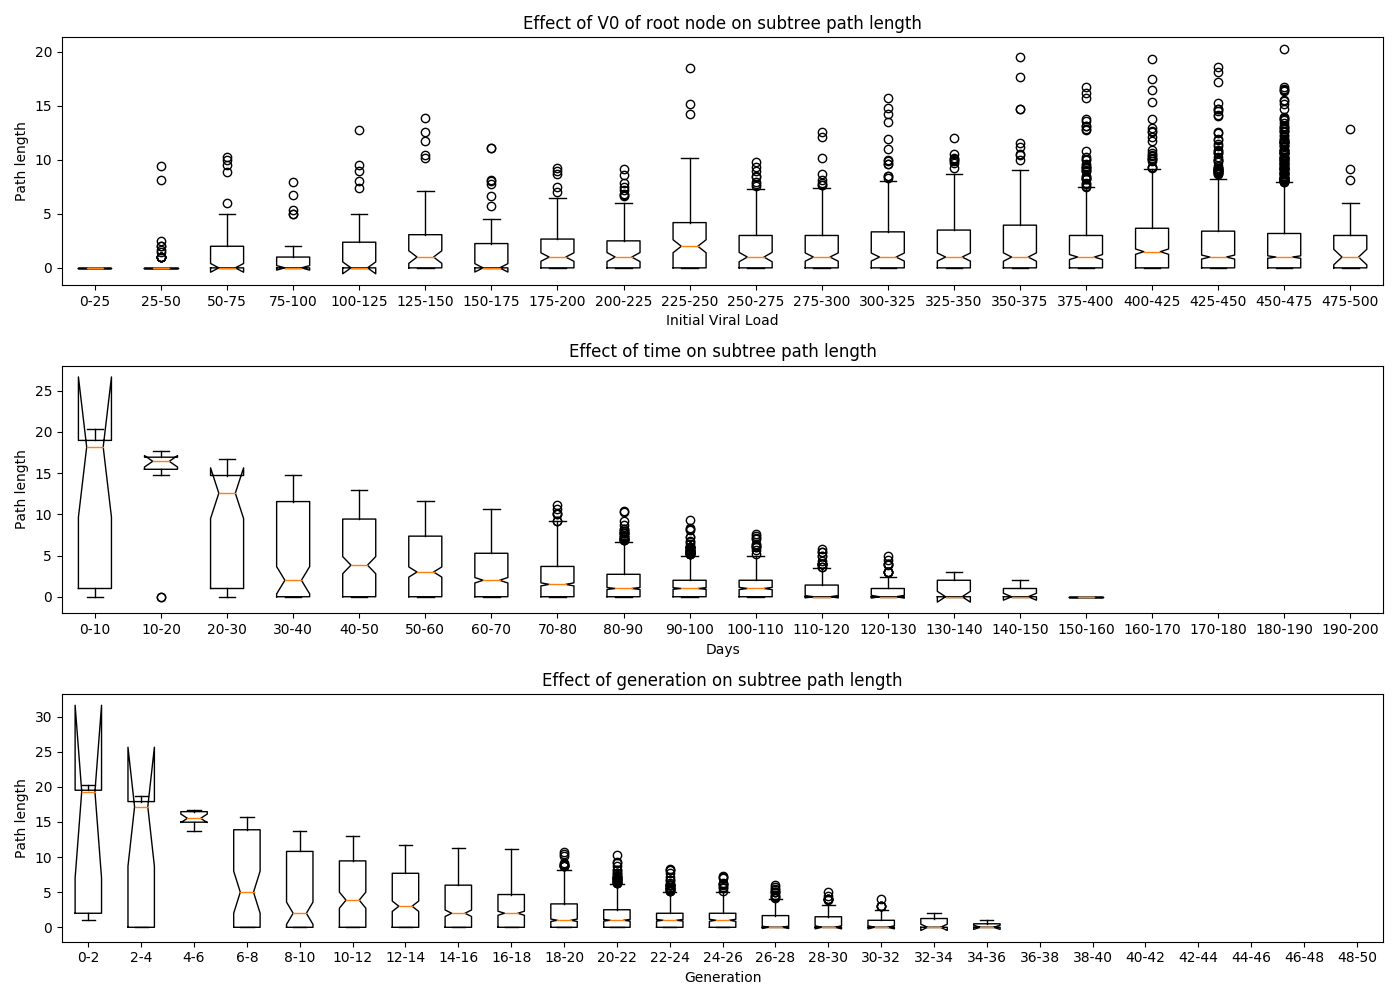 Effect of V0 of root node on subtree path length
Path length
20
15
10
5
0
0-25 25-50 50-75 75-100 100-125 125-150 150-175 175-200 200-225 225-250 250-275 275-300 300-325 325-350 350-375 375-400 400-425 425-450 450-475 475-500
Initial Viral Load
Effect of time on subtree path length
Path length
25
20
15
10
5
0
0-10 10-20 20-30 30-40 40-50 50-60 60-70 70-80 80-90 90-100 100-110 110-120 120-130 130-140 140-150 150-160 160-170 170-180 180-190 190-200
Days
Effect of generation on subtree path length
Path length
30
25
20
15
10
5
0
0-2 2-4 4-6 6-8 8-10 10-12 12-14 14-16 16-18 18-20 20-22 22-24 24-26 26-28 28-30 30-32 32-34 34-36 36-38 38-40 40-42 42-44 44-46 46-48 48-50
Generation